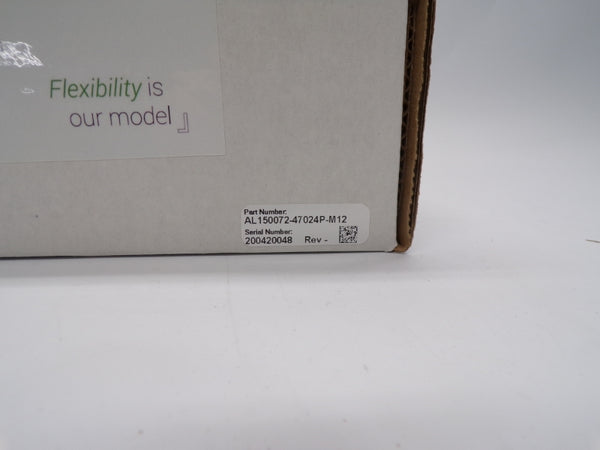 Flexibility is
our model 』
Part Number:
AL150072-47024P-M12
Serial Number:
200420048 Rev -